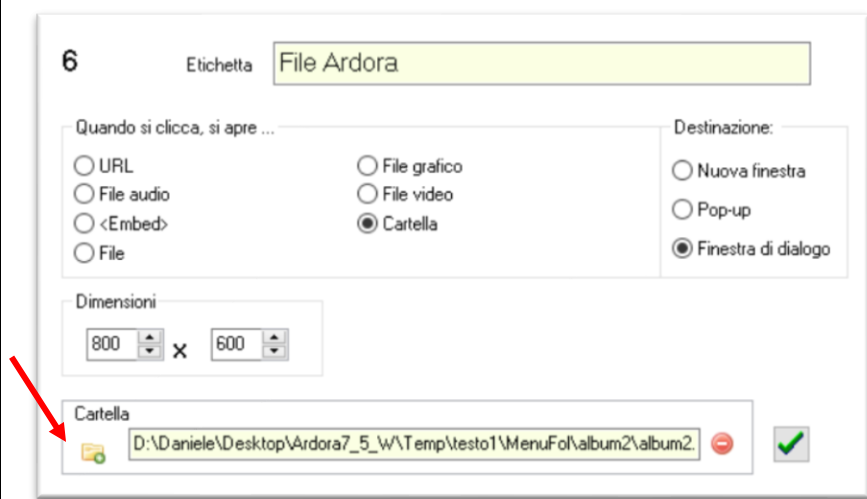 6 Etichetta File Ardora
Quando si clicca, si apre ... Destinazione:
URL File grafico Nuova finestra
File audio File video Pop-up
<Embed> Cartella Finestra di dialogo
File
Dimensioni
800 x 600
Cartella
D:\Daniele\Desktop\Ardora7_5_W\Temp\testo1\MenuFol\album2\album2.